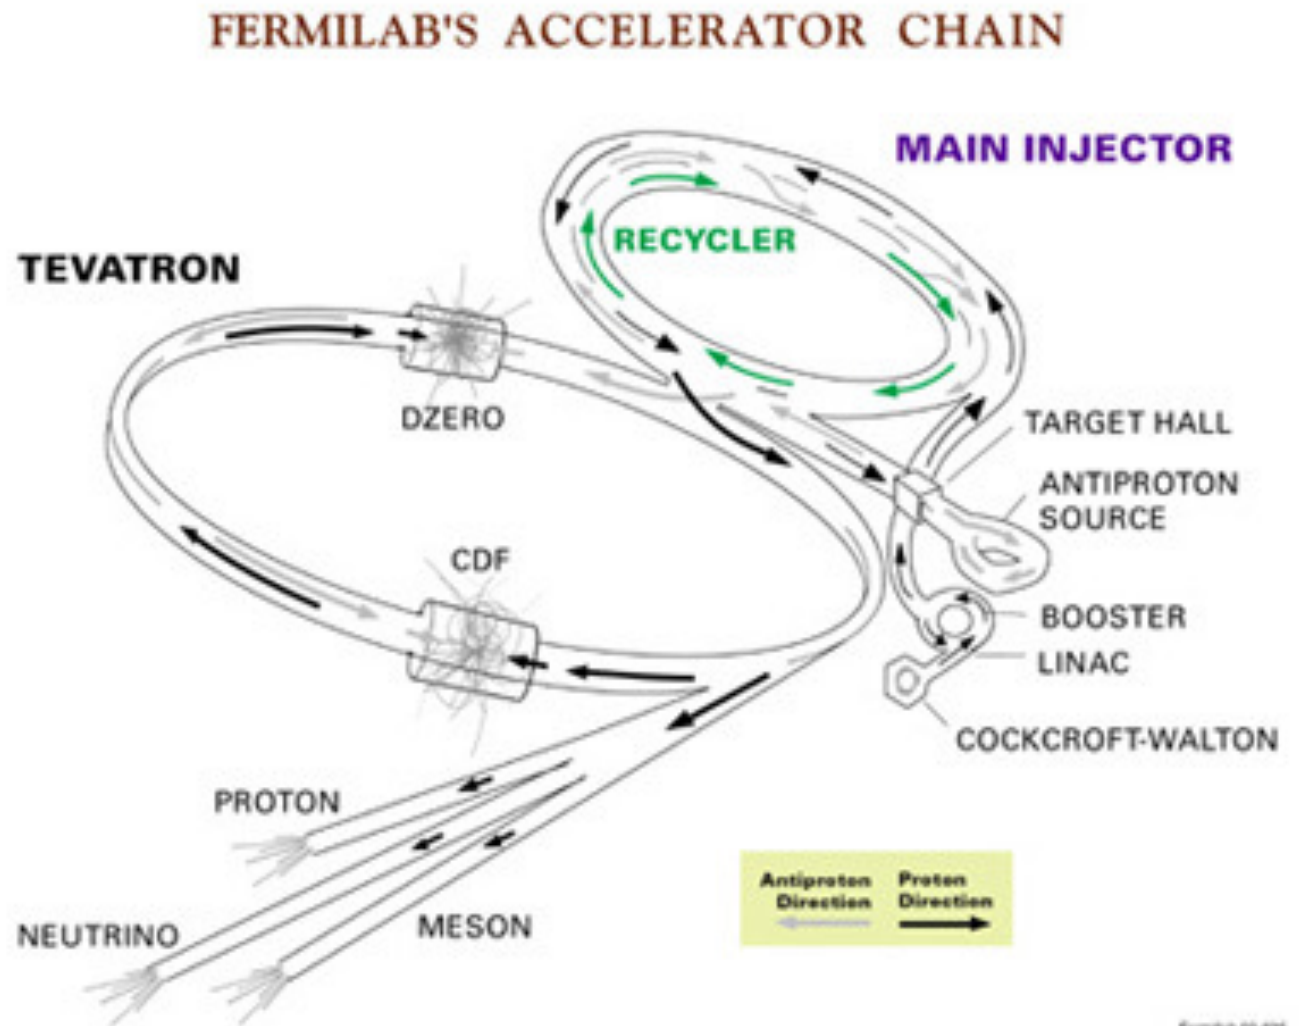 FERMILAB'S ACCELERATOR CHAIN
MAIN INJECTOR
RECYCLER
TEVATRON
DZERO
TARGET HALL
ANTIPROTON
SOURCE
CDF
BOOSTER
LINAC
COCKCROFT-WALTON
PROTON
NEUTRINO
MESON
Antiproton
Direction
Proton
Direction